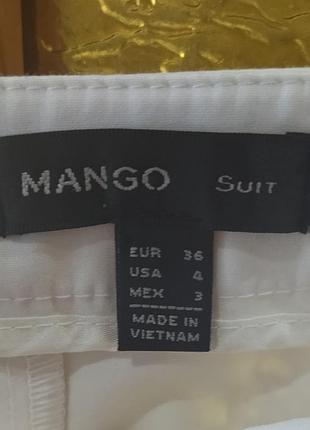 MANGO SUIT
EUR 36
USA 4
MEX 3
MADE IN
VIETNAM